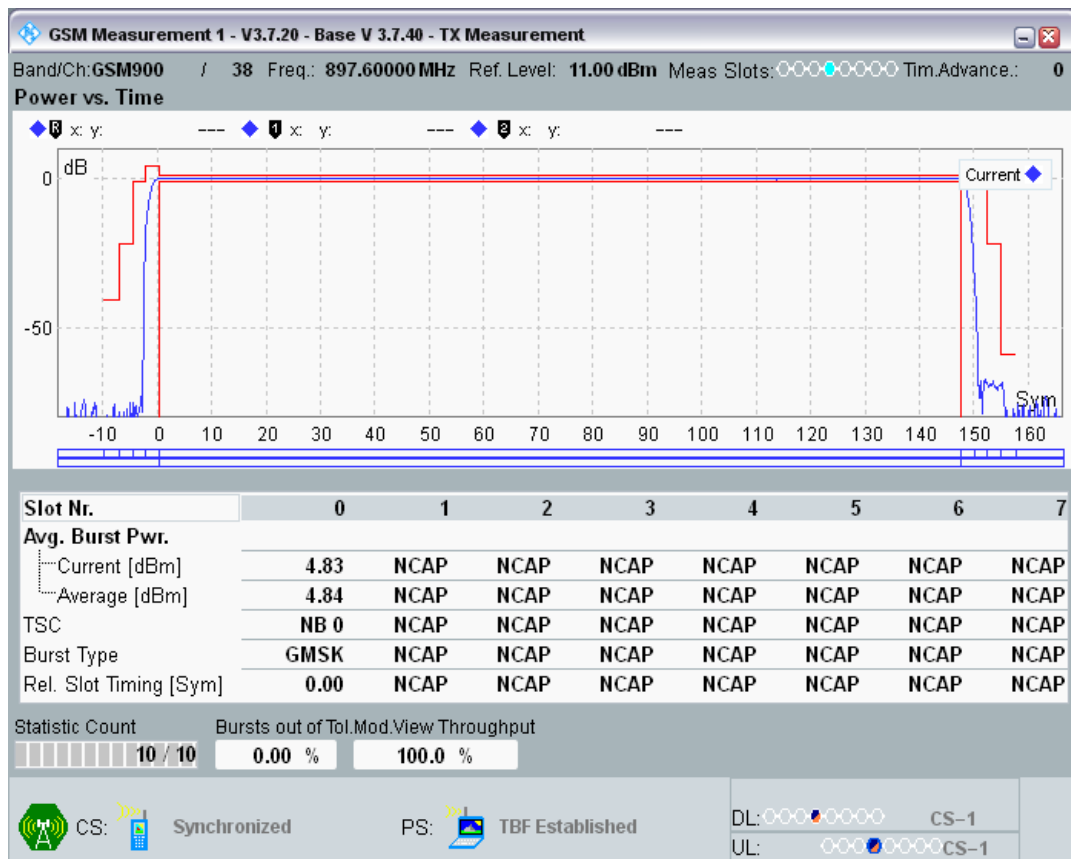 GSM Measurement 1 - V3.7.20 - Base V 3.7.40 - TX Measurement
Band/Ch:GSM900 / 38 Freq.: 897.60000 MHz Ref. Level: 11.00 dBm Meas Slots: Tim.Advance.: 0
Power vs. Time
R x: y: --- 1 x: y: --- 2 x: y: ---
dB
Current
0
-50
Sym
-10 0 10 20 30 40 50 60 70 80 90 100 110 120 130 140 150 160
Slot Nr. 0 1 2 3 4 5 6 7
Avg. Burst Pwr.
Current [dBm] 4.83 NCAP NCAP NCAP NCAP NCAP NCAP NCAP
Average [dBm] 4.84 NCAP NCAP NCAP NCAP NCAP NCAP NCAP
TSC NB 0 NCAP NCAP NCAP NCAP NCAP NCAP NCAP
Burst Type GMSK NCAP NCAP NCAP NCAP NCAP NCAP NCAP
Rel. Slot Timing [Sym] 0.00 NCAP NCAP NCAP NCAP NCAP NCAP NCAP
Statistic Count Bursts out of Tol.Mod.View Throughput
10 / 10 0.00 % 100.0 %
CS: Synchronized PS: TBF Established DL: CS-1
UL: CS-1